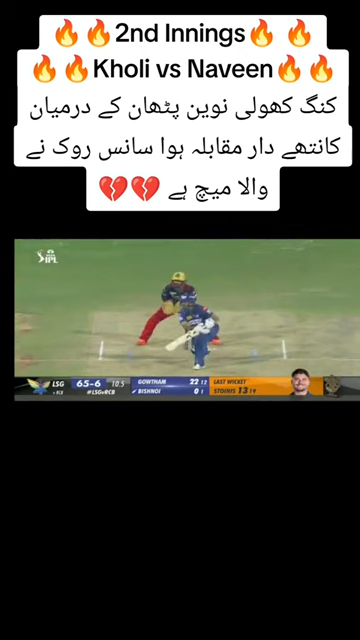 🔥🔥2nd Innings🔥 🔥
🔥🔥Kholi vs Naveen🔥🔥
کنگ کھولی نوین پٹھان کے درمیان
کانتھے دار مقابلہ ہوا سانس روک نے
والا میچ ہے 💔💔
IPL
LSG 65-6 10.5 GOWTHAM 22 12 LAST WICKET
#LSGvRCB BISHNOI 0 1 STOINIS 13 19